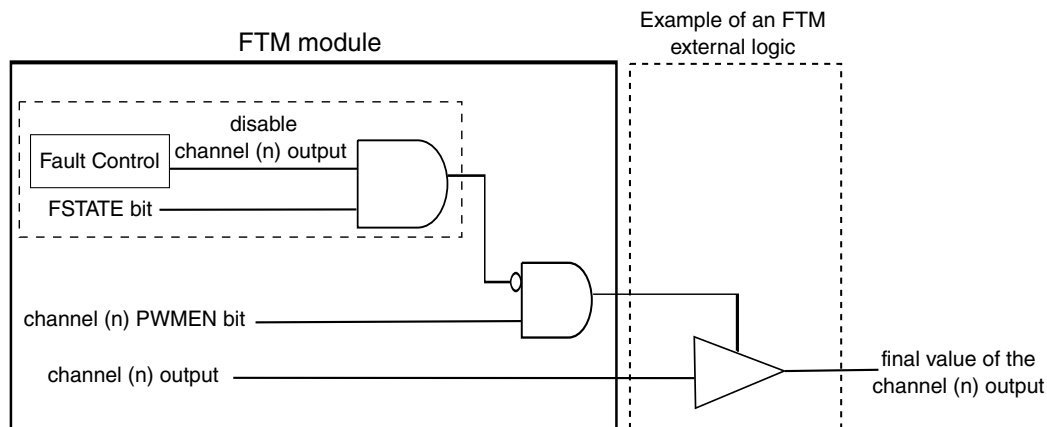 Example of an FTM
external logic
FTM module
disable
channel (n) output
Fault Control
FSTATE bit
channel (n) PWMEN bit
channel (n) output
final value of the
channel (n) output